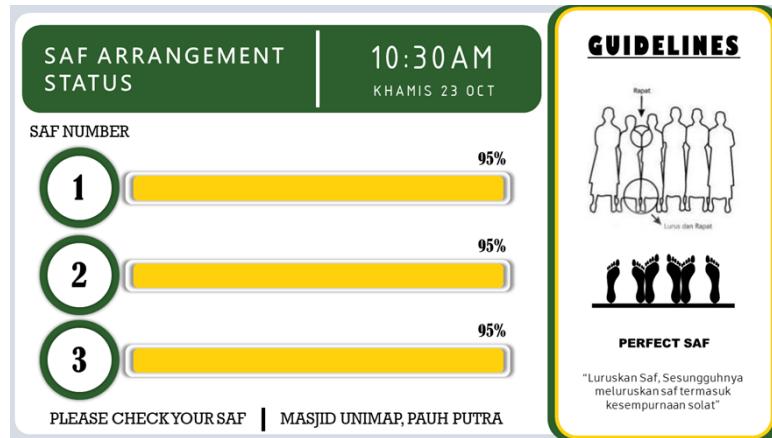 SAF ARRANGEMENT
STATUS
10:30AM
KHAMIS 23 OCT
SAF NUMBER
1
95%
2
95%
3
95%
PLEASE CHECK YOUR SAF | MASJID UNIMAP, PAUH PUTRA
GUIDELINES
Rapat
Lurus dan Rapat
PERFECT SAF
“Luruskan Saf, Sesungguhnya
meluruskan saf termasuk
kesempurnaan solat”